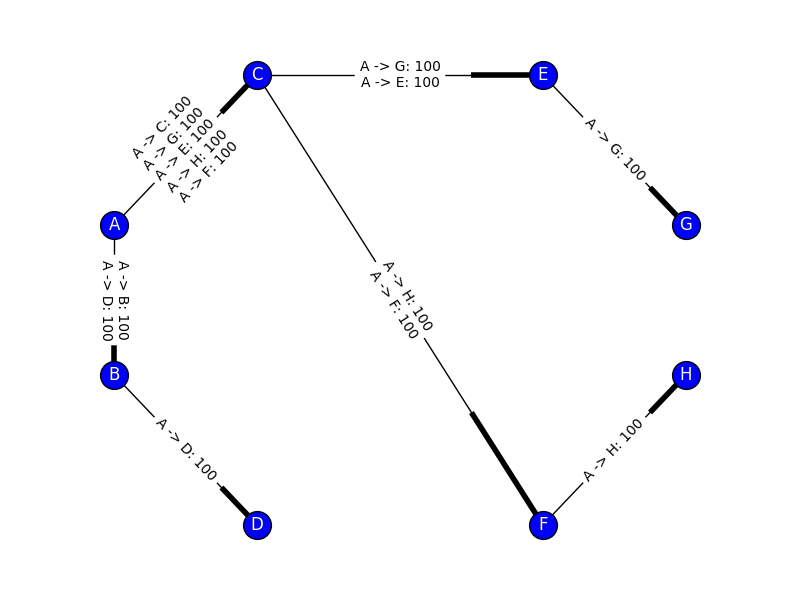 C
A -> G: 100
A -> E: 100
E
A -> C: 100
A -> G: 100
A -> E: 100
A -> H: 100
A -> F: 100
A -> G: 100
A
G
A -> B: 100
A -> D: 100
A -> H: 100
A -> F: 100
B
H
A -> D: 100
A -> H: 100
D
F